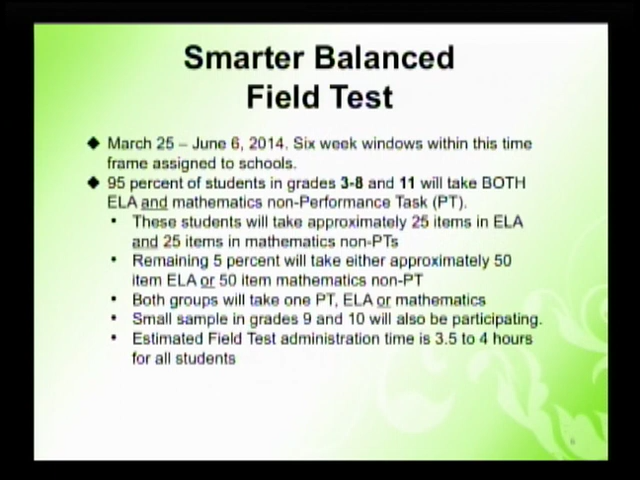 Smarter Balanced
Field Test
◆ March 25 – June 6, 2014. Six week windows within this time
frame assigned to schools.
◆ 95 percent of students in grades 3-8 and 11 will take BOTH
ELA and mathematics non-Performance Task (PT).
• These students will take approximately 25 items in ELA
and 25 items in mathematics non-PTs
• Remaining 5 percent will take either approximately 50
item ELA or 50 item mathematics non-PT
• Both groups will take one PT, ELA or mathematics
• Small sample in grades 9 and 10 will also be participating.
• Estimated Field Test administration time is 3.5 to 4 hours
for all students